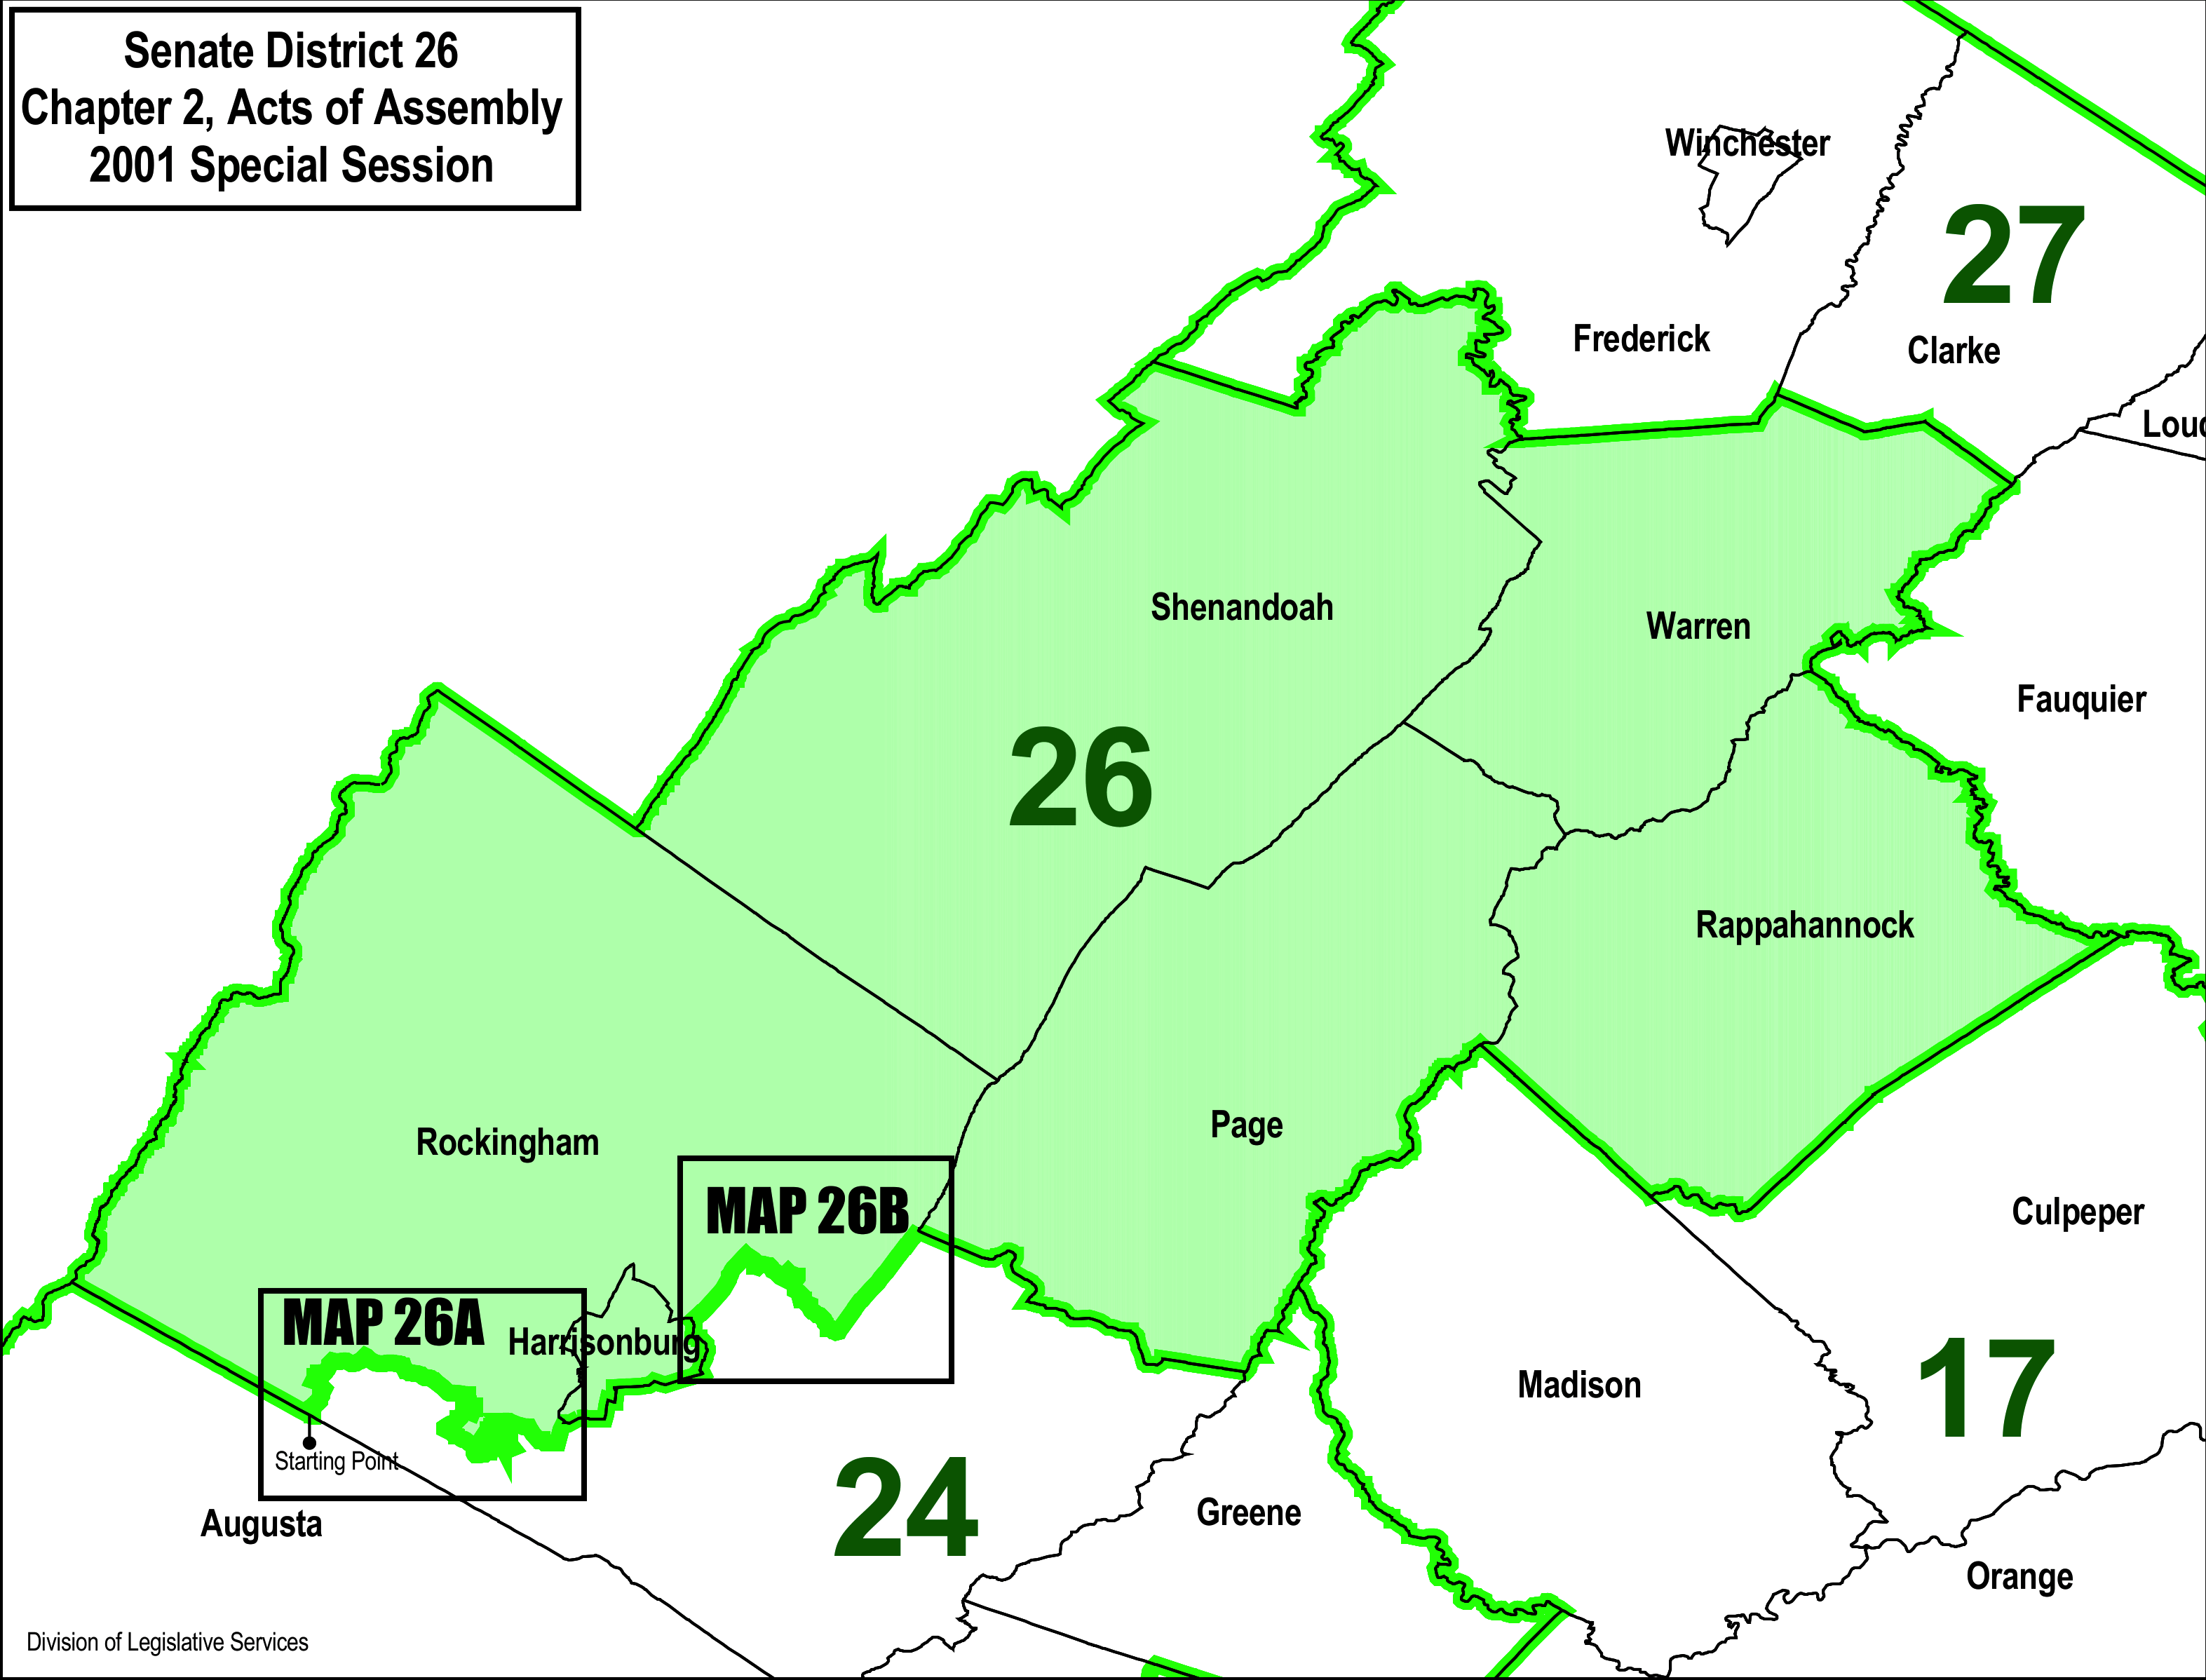 Senate District 26
Chapter 2, Acts of Assembly
2001 Special Session
Winchester
27
Frederick
Clarke
Loud
Shenandoah
Warren
Fauquier
26
Rappahannock
Page
Rockingham
MAP 26B
Culpeper
MAP 26A
Harrisonburg
Madison
17
Starting Point
24
Greene
Augusta
Orange
Division of Legislative Services